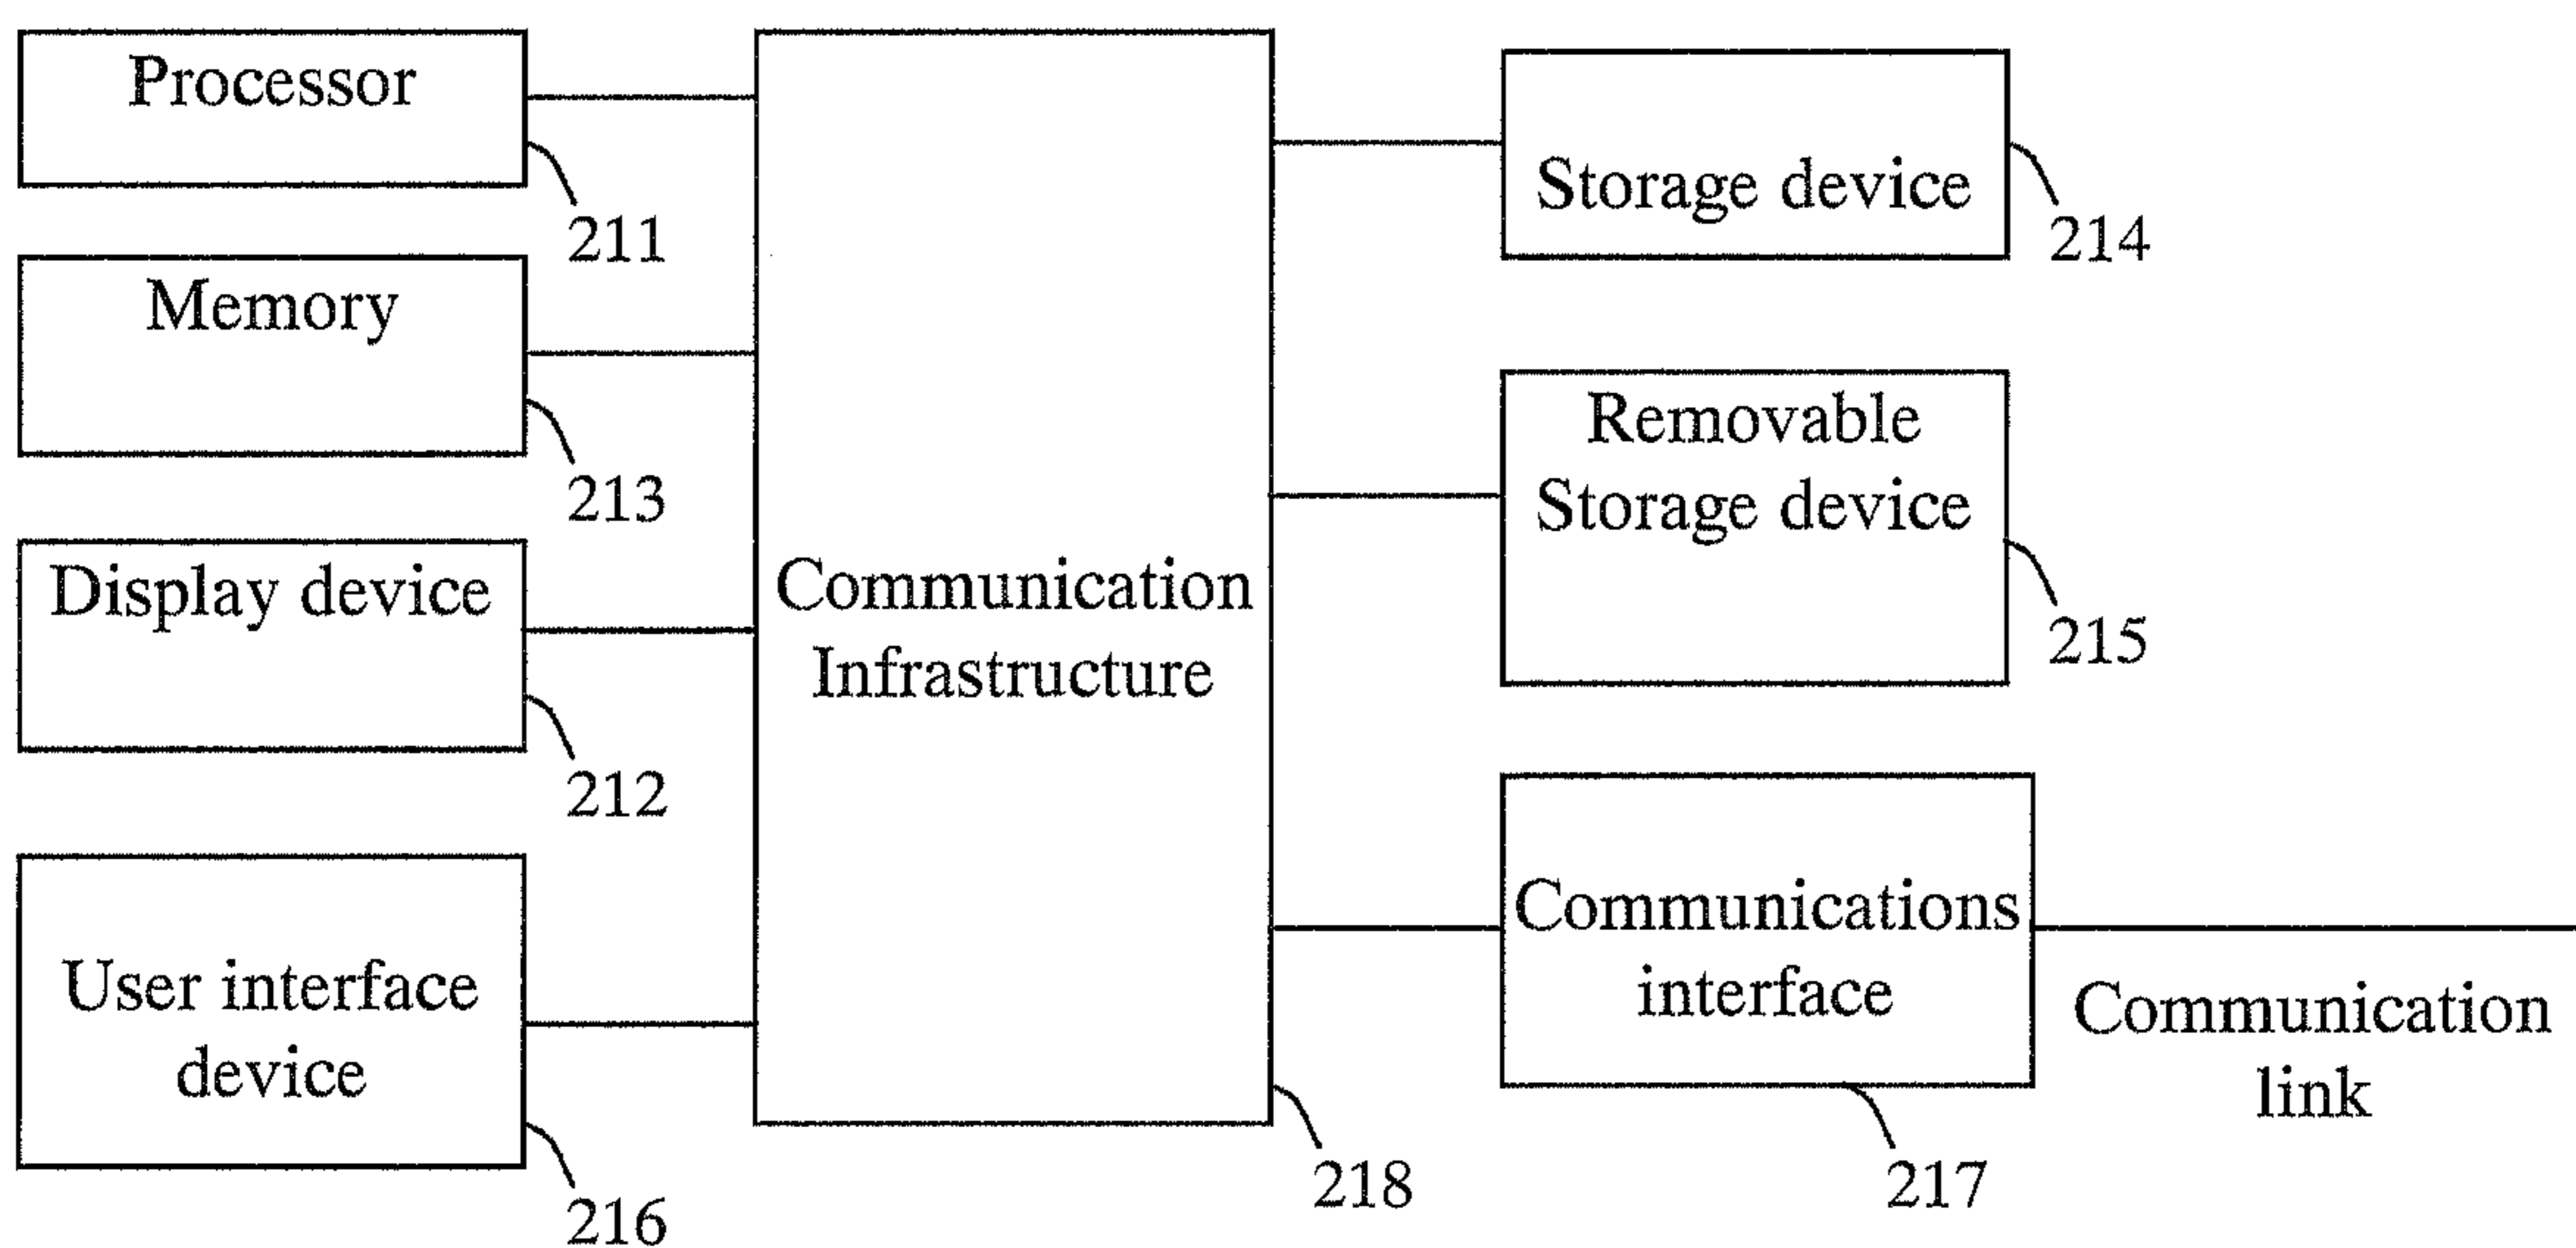 Processor
211
Memory
213
Display device
212
User interface
device
216
Communication
Infrastructure
218
Storage device
214
Removable
Storage device
215
Communications
interface
217
Communication
link